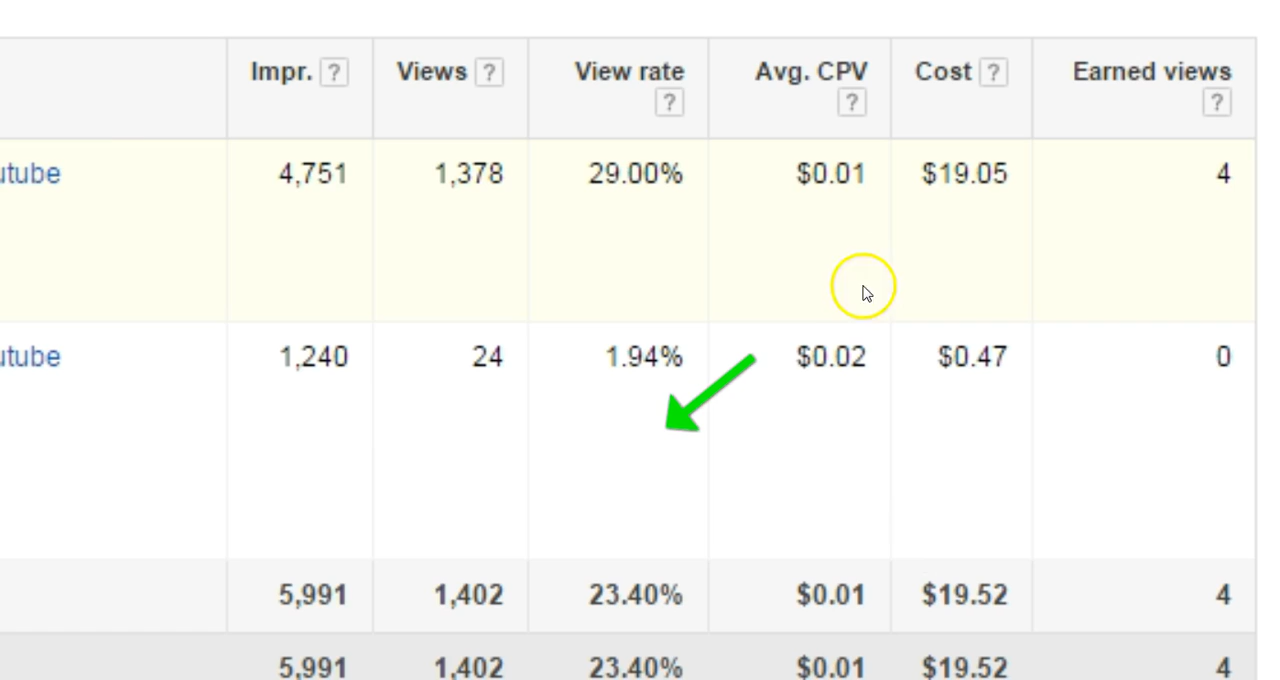 Impr. ? Views ? View rate ? Avg. CPV ? Cost ? Earned views ?
utube 4,751 1,378 29.00% $0.01 $19.05 4
utube 1,240 24 1.94% $0.02 $0.47 0
5,991 1,402 23.40% $0.01 $19.52 4
5,991 1,402 23.40% $0.01 $19.52 4